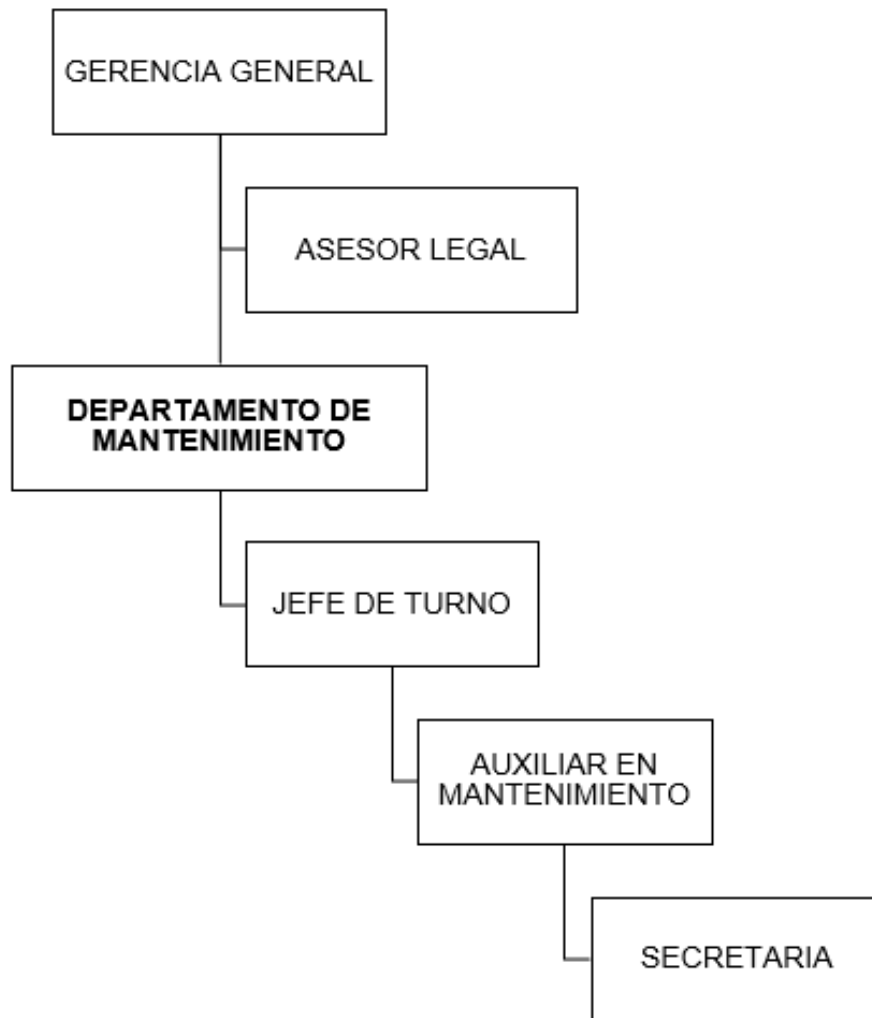 GERENCIA GENERAL
ASESOR LEGAL
DEPARTAMENTO DE
MANTENIMIENTO
JEFE DE TURNO
AUXILIAR EN
MANTENIMIENTO
SECRETARIA